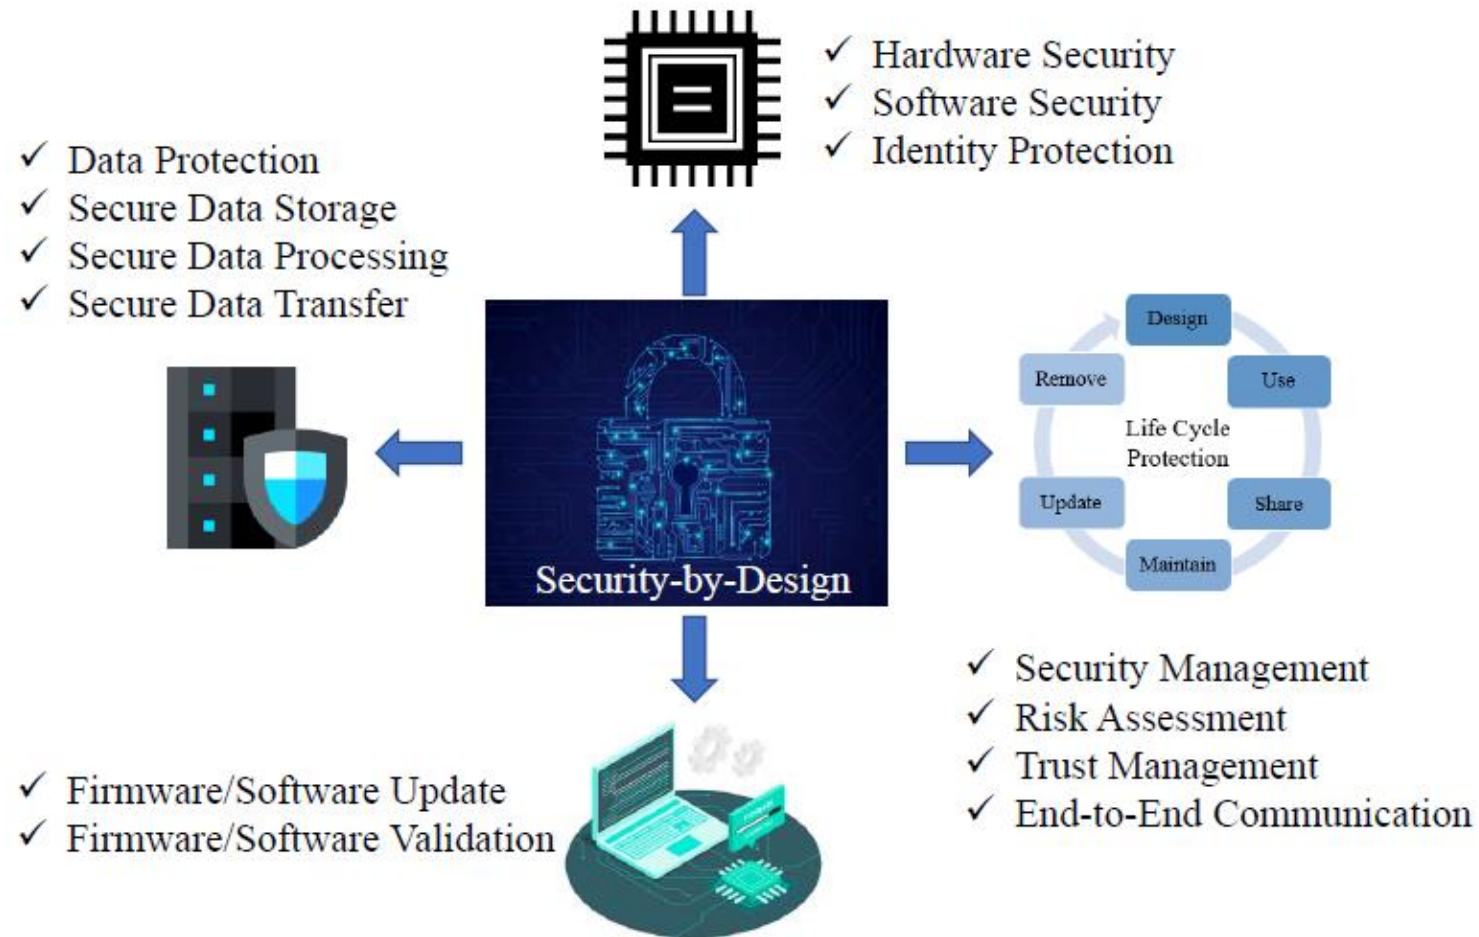 ✓ Hardware Security
✓ Software Security
✓ Identity Protection
✓ Data Protection
✓ Secure Data Storage
✓ Secure Data Processing
✓ Secure Data Transfer
Security-by-Design
Design
Use
Share
Maintain
Update
Remove
Life Cycle
Protection
✓ Security Management
✓ Risk Assessment
✓ Trust Management
✓ End-to-End Communication
✓ Firmware/Software Update
✓ Firmware/Software Validation